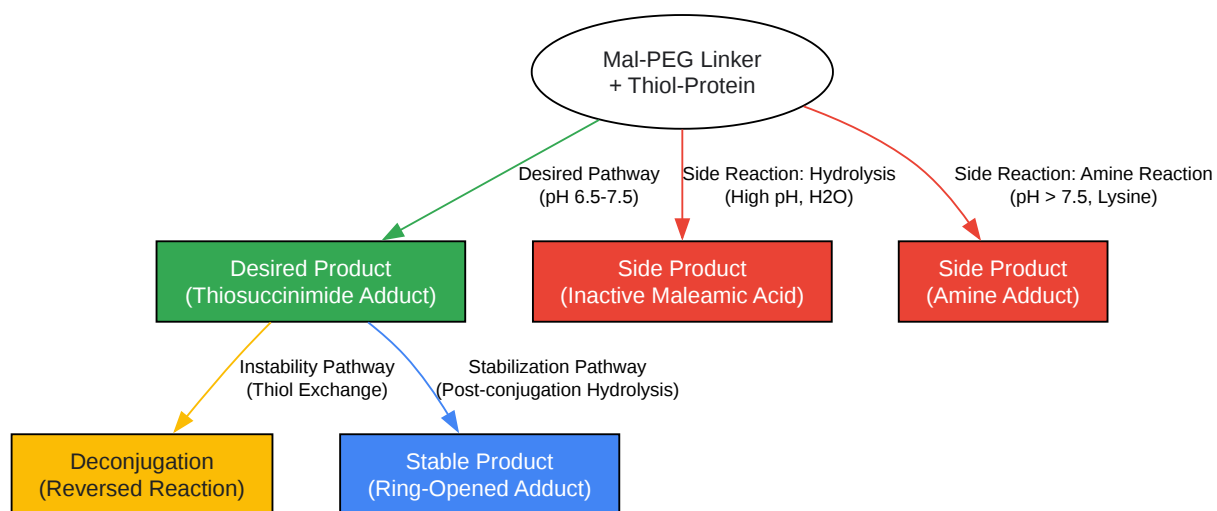 Mal-PEG Linker
+ Thiol-Protein
Desired Pathway
(pH 6.5-7.5)
Side Reaction: Hydrolysis
(High pH, H2O)
Side Reaction: Amine Reaction
(pH > 7.5, Lysine)
Desired Product
(Thiosuccinimide Adduct)
Side Product
(Inactive Maleamic Acid)
Side Product
(Amine Adduct)
Instability Pathway
(Thiol Exchange)
Stabilization Pathway
(Post-conjugation Hydrolysis)
Deconjugation
(Reversed Reaction)
Stable Product
(Ring-Opened Adduct)